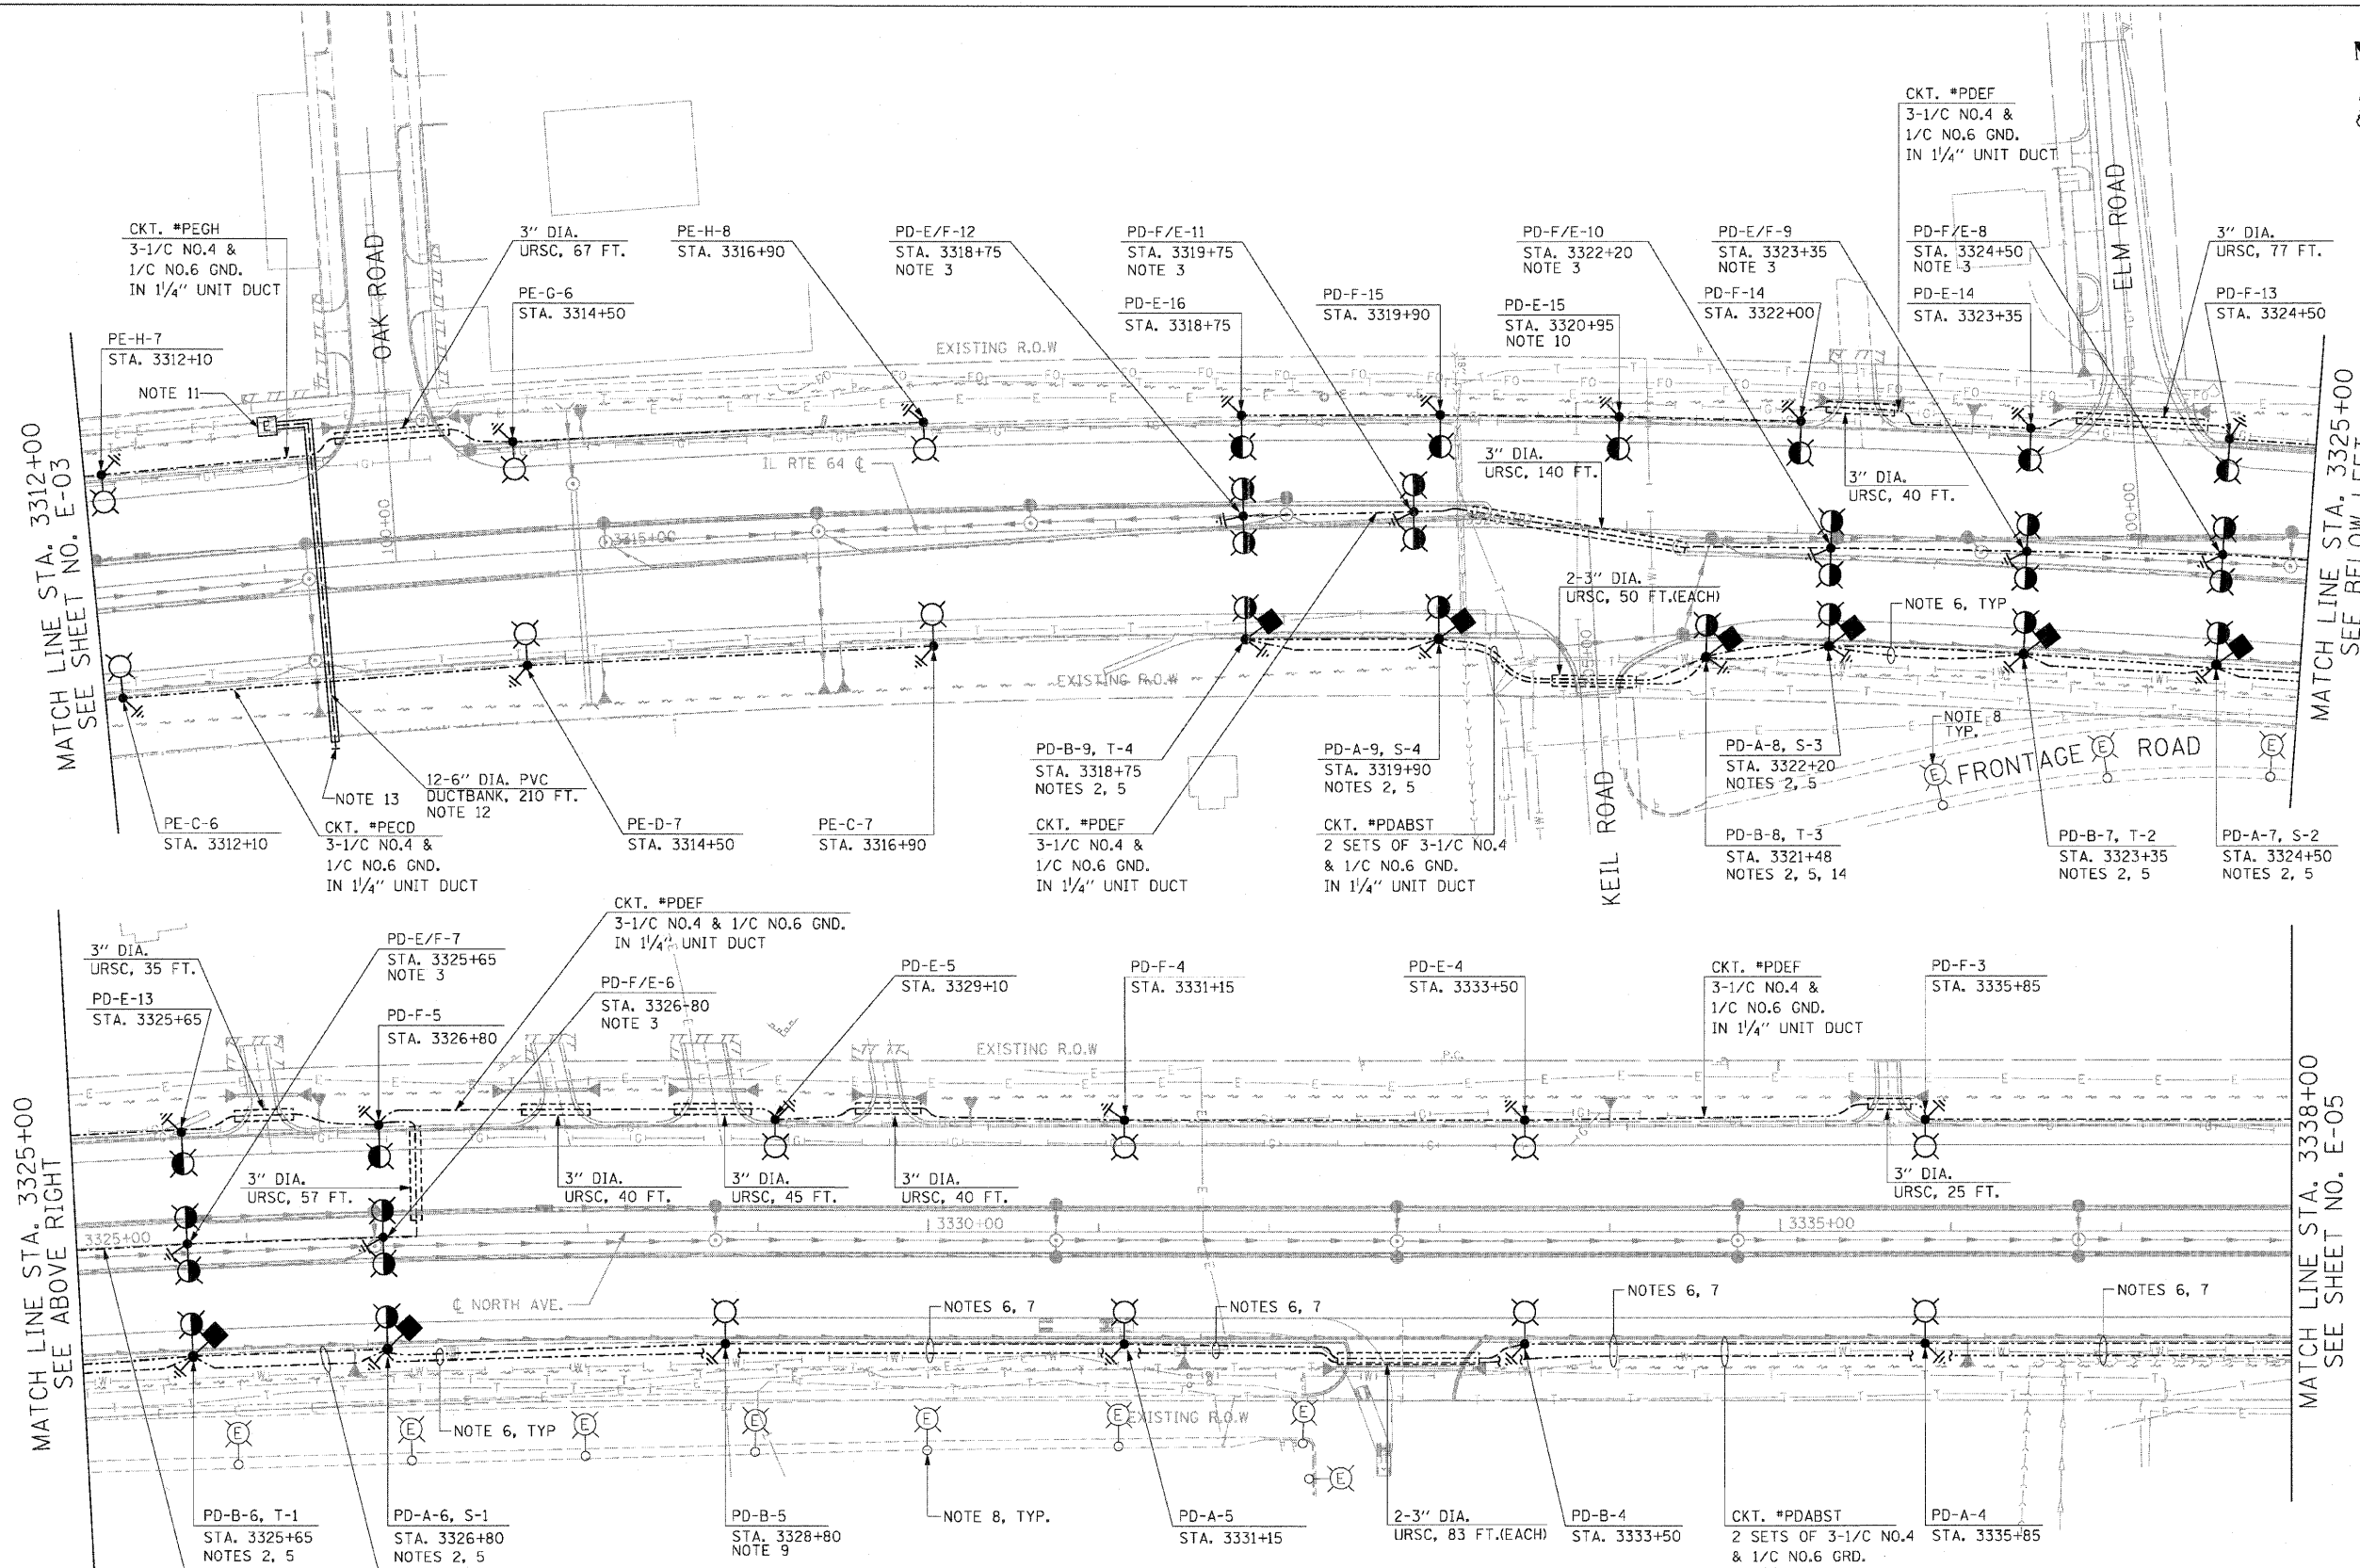 CKT. #PDEF
3-1/C NO.4 &
1/C NO.6 GND.
IN 1¼" UNIT DUCT
ELM ROAD
CKT. #PEGH
3-1/C NO.4 &
1/C NO.6 GND.
IN 1¼" UNIT DUCT
OAK ROAD
3" DIA.
URSC, 67 FT.
PE-H-8
STA. 3316+90
PD-E/F-12
STA. 3318+75
NOTE 3
PD-F/E-11
STA. 3319+75
NOTE 3
PD-F/E-10
STA. 3322+20
NOTE 3
PD-E/F-9
STA. 3323+35
NOTE 3
PD-F/E-8
STA. 3324+50
NOTE 3
3" DIA.
URSC, 77 FT.
PE-G-6
STA. 3314+50
PD-E-16
STA. 3318+75
PD-F-15
STA. 3319+90
PD-E-15
STA. 3320+95
NOTE 10
PD-F-14
STA. 3322+00
PD-E-14
STA. 3323+35
PD-F-13
STA. 3324+50
PE-H-7
STA. 3312+10
NOTE 11
EXISTING R.O.W
IL RTE 64 ℄
3" DIA.
URSC, 140 FT.
3" DIA.
URSC, 40 FT.
3315+00
MATCH LINE STA. 3312+00
SEE SHEET NO. E-03
MATCH LINE STA. 3325+00
SEE BELOW LEFT
2-3" DIA.
URSC, 50 FT.(EACH)
NOTE 6, TYP
EXISTING R.O.W
NOTE 8
TYP.
FRONTAGE ROAD
KEIL ROAD
NOTE 13
12-6" DIA. PVC
DUCTBANK, 210 FT.
NOTE 12
PD-B-9, T-4
STA. 3318+75
NOTES 2, 5
PD-A-9, S-4
STA. 3319+90
NOTES 2, 5
PD-A-8, S-3
STA. 3322+20
NOTES 2, 5
PE-C-6
STA. 3312+10
CKT. #PECD
3-1/C NO.4 &
1/C NO.6 GND.
IN 1¼" UNIT DUCT
PE-D-7
STA. 3314+50
PE-C-7
STA. 3316+90
CKT. #PDEF
3-1/C NO.4 &
1/C NO.6 GND.
IN 1¼" UNIT DUCT
CKT. #PDABST
2 SETS OF 3-1/C NO.4
& 1/C NO.6 GND.
IN 1¼" UNIT DUCT
PD-B-8, T-3
STA. 3321+48
NOTES 2, 5, 14
PD-B-7, T-2
STA. 3323+35
NOTES 2, 5
PD-A-7, S-2
STA. 3324+50
NOTES 2, 5
CKT. #PDEF
3-1/C NO.4 & 1/C NO.6 GND.
IN 1¼" UNIT DUCT
3" DIA.
URSC, 35 FT.
PD-E/F-7
STA. 3325+65
NOTE 3
PD-F/E-6
STA. 3326+80
NOTE 3
PD-E-5
STA. 3329+10
PD-F-4
STA. 3331+15
PD-E-4
STA. 3333+50
CKT. #PDEF
3-1/C NO.4 &
1/C NO.6 GND.
IN 1¼" UNIT DUCT
PD-F-3
STA. 3335+85
PD-E-13
STA. 3325+65
PD-F-5
STA. 3326+80
EXISTING R.O.W
3" DIA.
URSC, 57 FT.
3" DIA.
URSC, 40 FT.
3" DIA.
URSC, 45 FT.
3" DIA.
URSC, 40 FT.
3" DIA.
URSC, 25 FT.
MATCH LINE STA. 3325+00
SEE ABOVE RIGHT
MATCH LINE STA. 3338+00
SEE SHEET NO. E-05
3325+00
3330+00
3335+00
℄ NORTH AVE.
NOTES 6, 7
NOTES 6, 7
NOTES 6, 7
NOTES 6, 7
NOTE 6, TYP
EXISTING R.O.W
PD-B-6, T-1
STA. 3325+65
NOTES 2, 5
PD-A-6, S-1
STA. 3326+80
NOTES 2, 5
PD-B-5
STA. 3328+80
NOTE 9
NOTE 8, TYP.
PD-A-5
STA. 3331+15
2-3" DIA.
URSC, 83 FT.(EACH)
PD-B-4
STA. 3333+50
CKT. #PDABST
2 SETS OF 3-1/C NO.4
& 1/C NO.6 GRD.
PD-A-4
STA. 3335+85